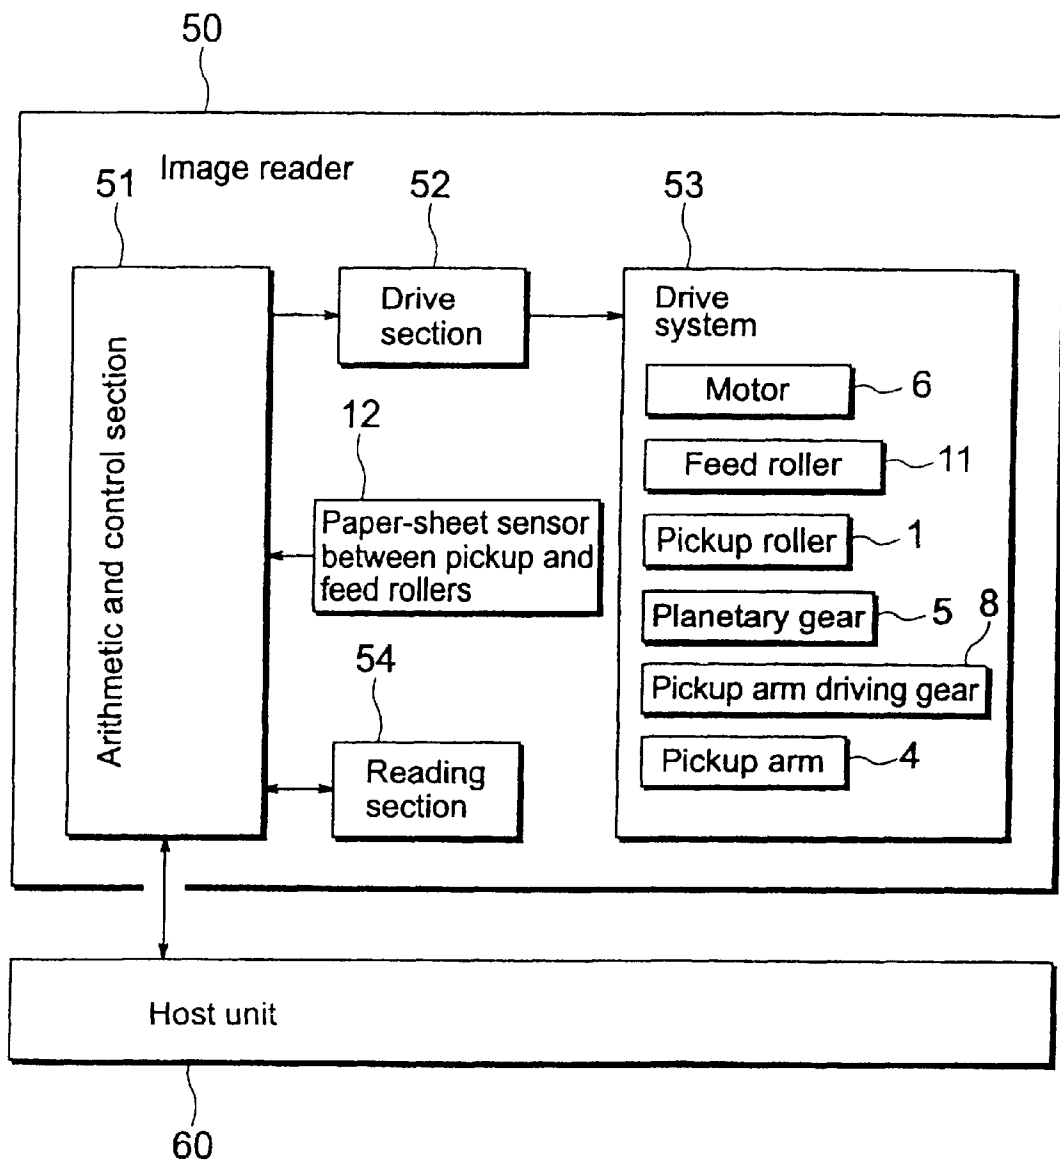 50
Image reader
51
52
53
Arithmetic and control section
Drive
section
Drive
system
Motor
6
Feed roller
11
12
Paper-sheet sensor
between pickup and
feed rollers
Pickup roller
1
Planetary gear
5
8
Pickup arm driving gear
54
Reading
section
Pickup arm
4
Host unit
60